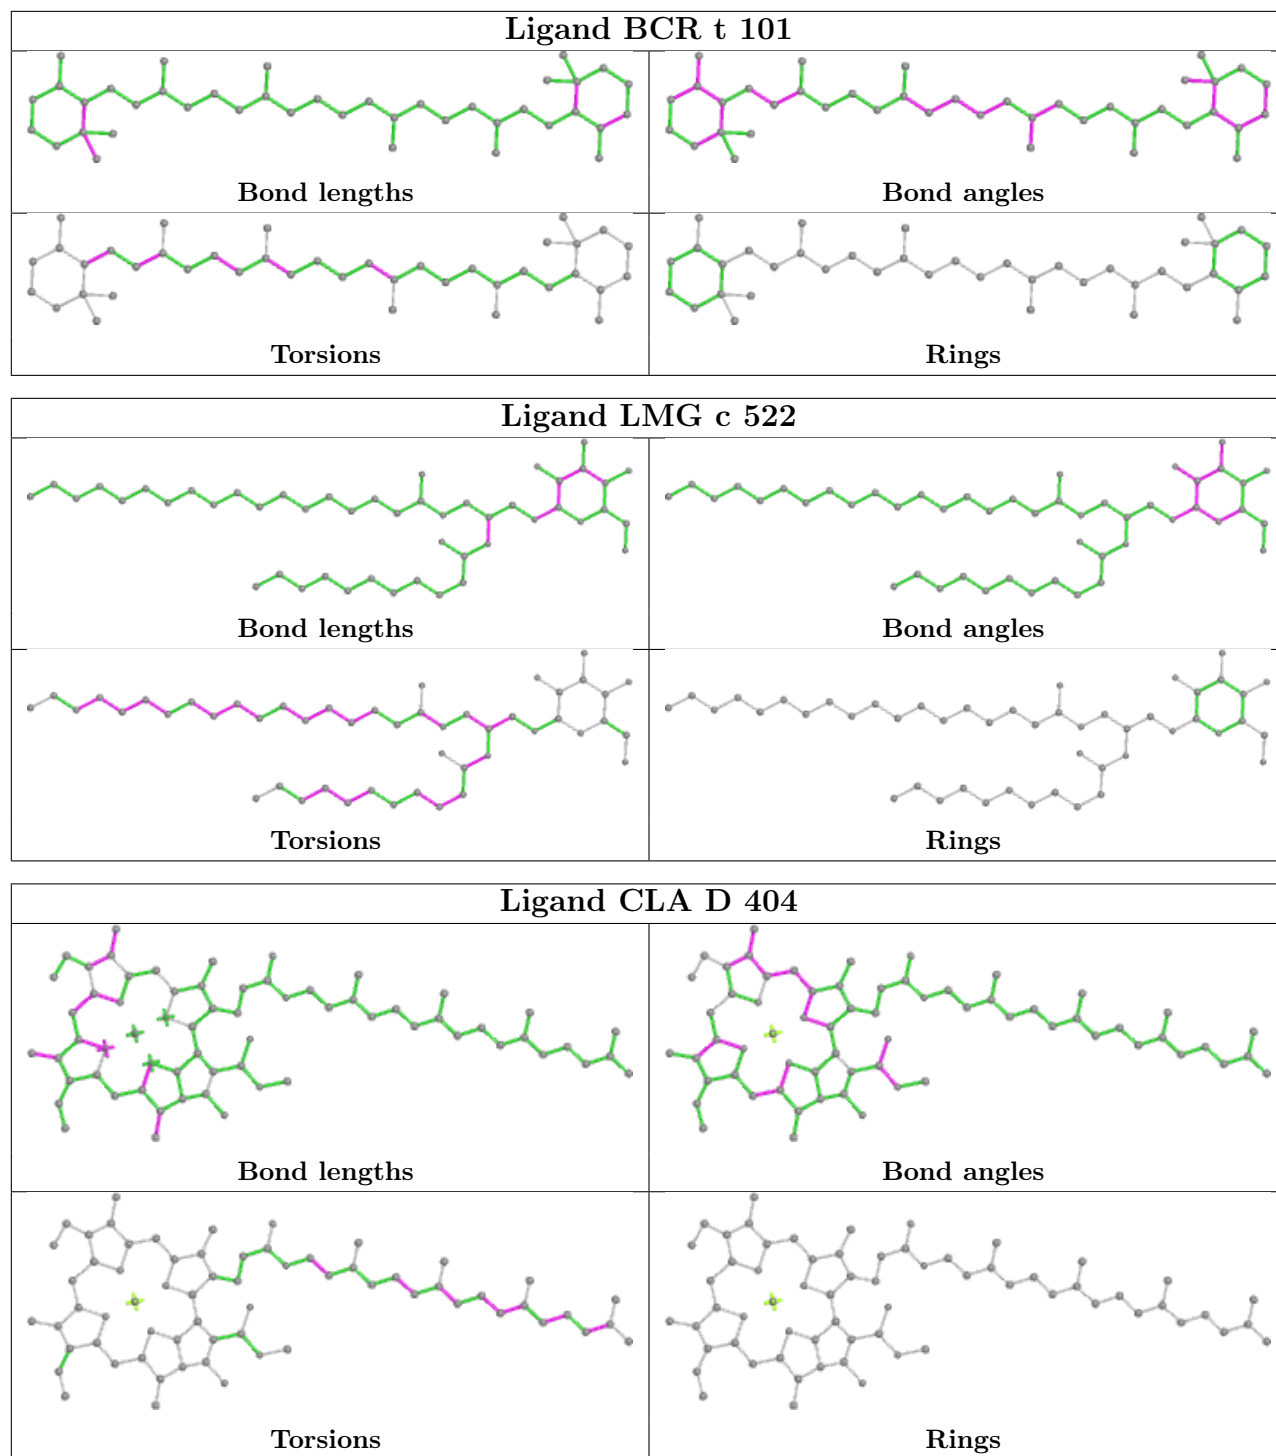 Ligand BCR t 101
Bond lengths
Bond angles
Torsions
Rings
Ligand LMG c 522
Bond lengths
Bond angles
Torsions
Rings
Ligand CLA D 404
Bond lengths
Bond angles
Torsions
Rings